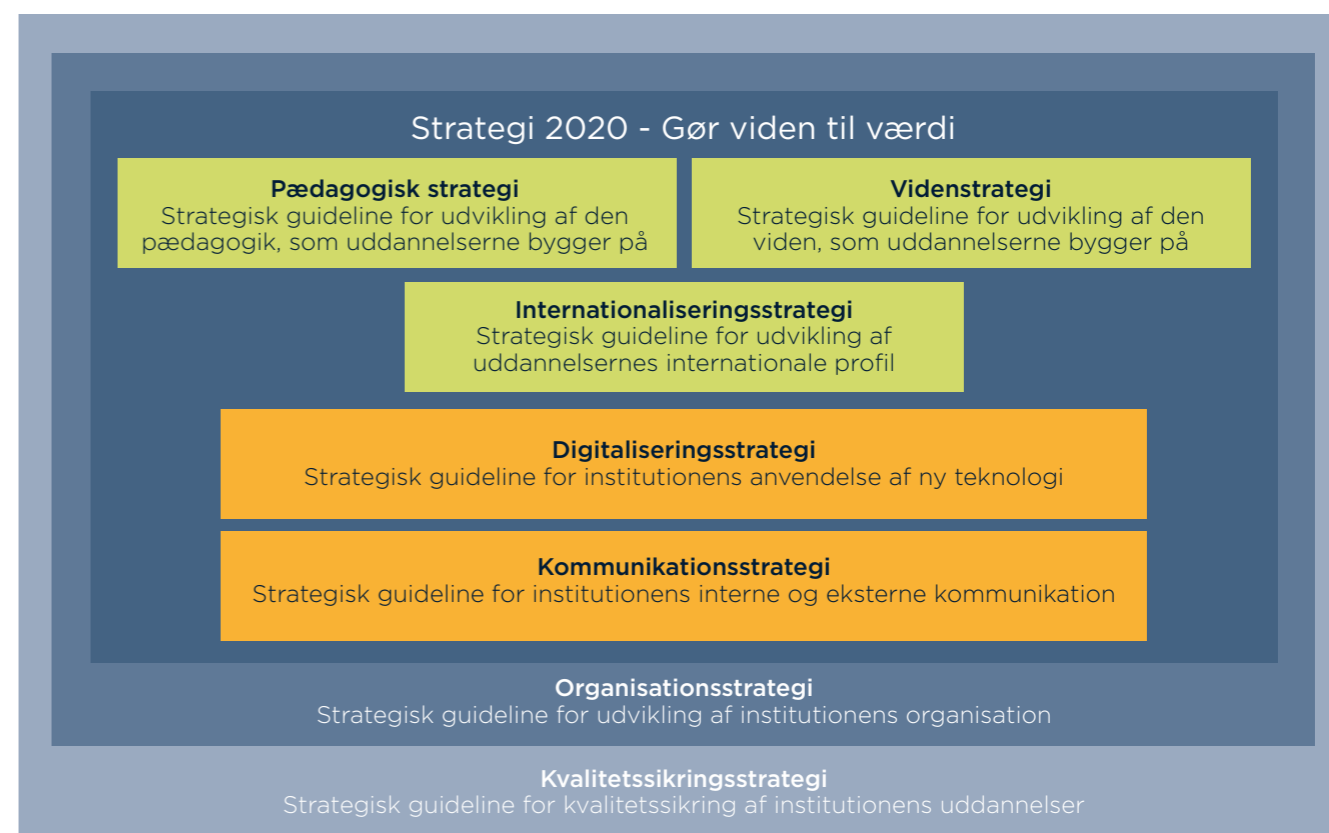 Strategi 2020 - Gør viden til værdi
Pædagogisk strategi
Strategisk guideline for udvikling af den
pædagogik, som uddannelserne bygger på
Videnstrategi
Strategisk guideline for udvikling af den
viden, som uddannelserne bygger på
Internationaliseringsstrategi
Strategisk guideline for udvikling af
uddannelsernes internationale profil
Digitaliseringsstrategi
Strategisk guideline for institutionens anvendelse af ny teknologi
Kommunikationsstrategi
Strategisk guideline for institutionens interne og eksterne kommunikation
Organisationsstrategi
Strategisk guideline for udvikling af institutionens organisation
Kvalitetssikringsstrategi
Strategisk guideline for kvalitetssikring af institutionens uddannelser